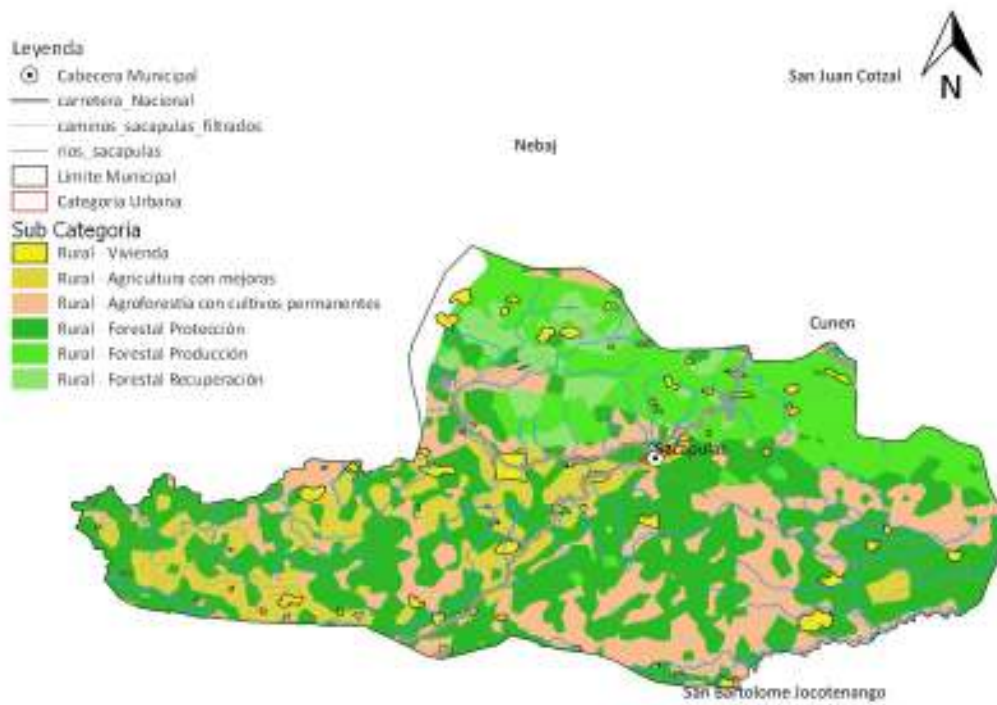 Leyenda
Cabecera Municipal
carretera_Nacional
caminos_sacapulas_filtrados
rios_sacapulas
Limite Municipal
Categoria Urbana
Sub Categoria
Rural Vivienda
Rural Agricultura con mejoras
Rural Agroforestia con cultivos permanentes
Rural Forestal Protección
Rural Forestal Producción
Rural Forestal Recuperación
San Juan Cotzal
N
Nebaj
Cunen
Sacapulas
San Bartolome Jocotenango